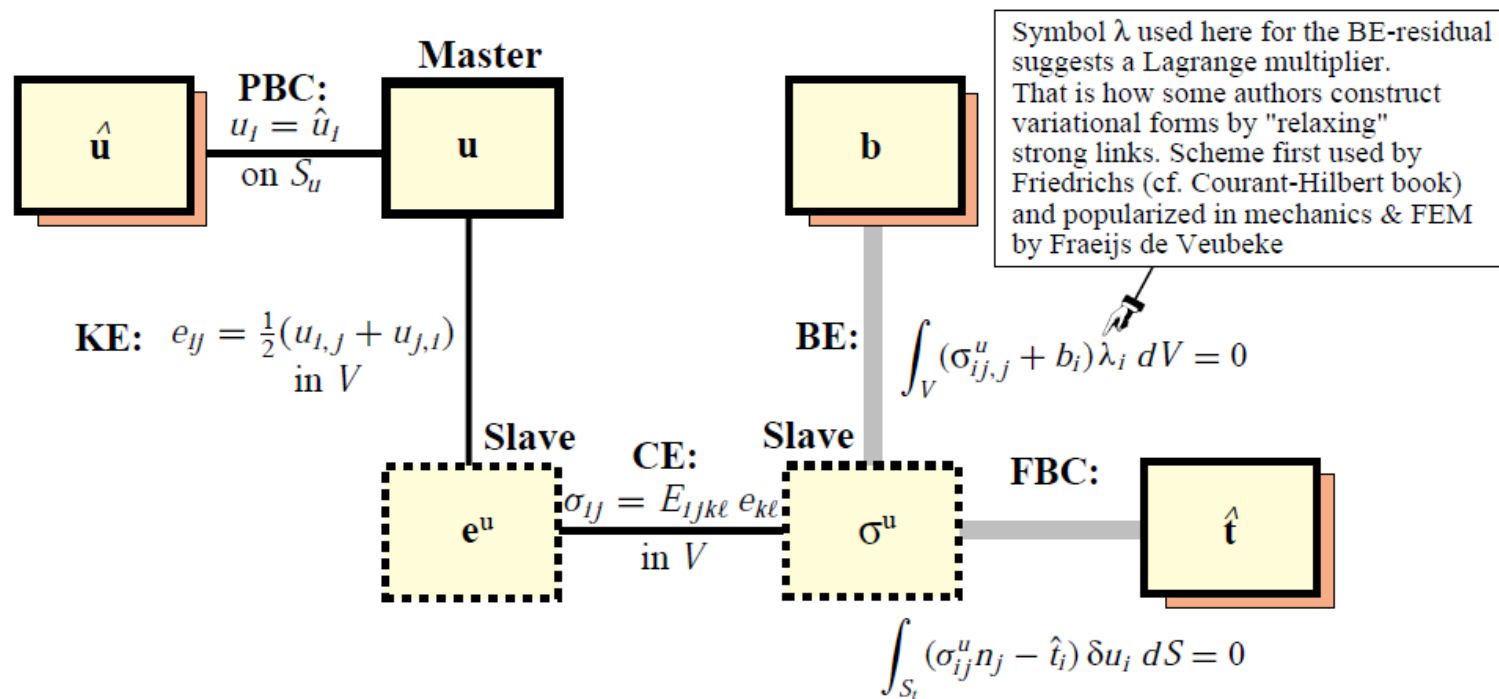 Master
PBC:
u_i = û_i
on S_u
û
u
b
Symbol λ used here for the BE-residual
suggests a Lagrange multiplier.
That is how some authors construct
variational forms by "relaxing"
strong links. Scheme first used by
Friedrichs (cf. Courant-Hilbert book)
and popularized in mechanics & FEM
by Fraeijs de Veubeke
KE: e_ij = ½(u_i,j + u_j,i)
in V
BE:
∫_V (σ^u_ij,j + b_i) λ_i dV = 0
Slave
e^u
CE:
σ_ij = E_ijkℓ e_kℓ
in V
Slave
σ^u
FBC:
t̂
∫_S_t (σ^u_ij n_j − t̂_i) δu_i dS = 0